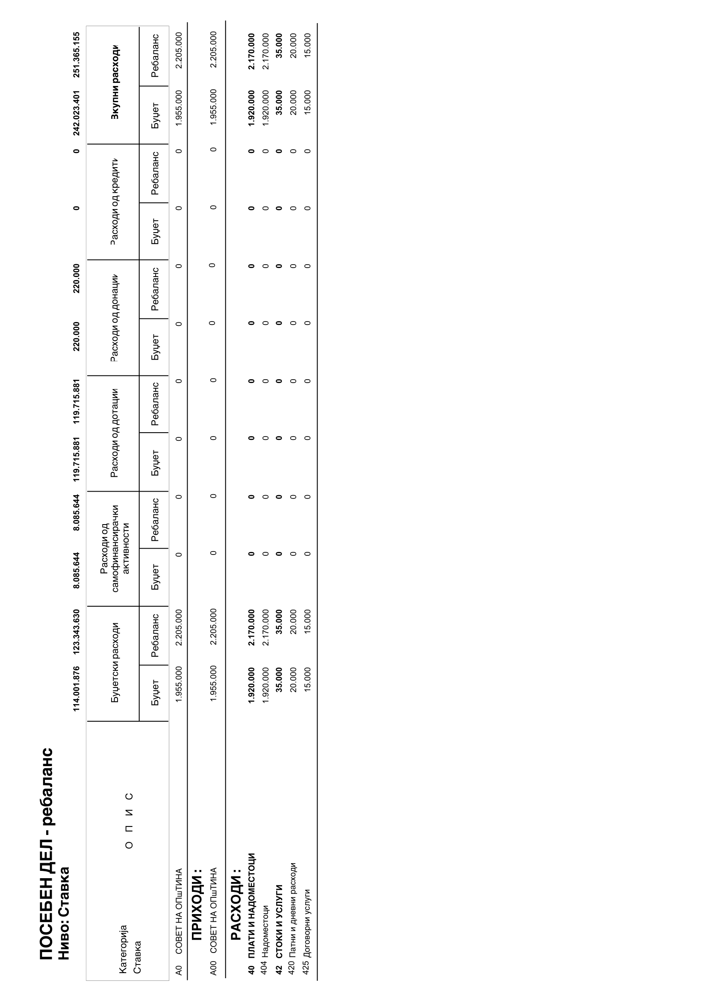 ПОСЕБЕН ДЕЛ - ребаланс
Ниво: Ставка
114.001.876 123.343.630 8.085.644 8.085.644 119.715.881 119.715.881 220.000 220.000 0 0 242.023.401 251.365.155
Категорија
Ставка
О П И С
Буџетски расходи
Расходи од
самофинансирачки
активности
Расходи од дотации
Расходи од донации
Расходи од кредити
Вкупни расходи
Буџет Ребаланс Буџет Ребаланс Буџет Ребаланс Буџет Ребаланс Буџет Ребаланс Буџет Ребаланс
А0 СОВЕТ НА ОПшТИНА 1.955.000 2.205.000 0 0 0 0 0 0 0 0 1.955.000 2.205.000
ПРИХОДИ :
А00 СОВЕТ НА ОПшТИНА 1.955.000 2.205.000 0 0 0 0 0 0 0 0 1.955.000 2.205.000
РАСХОДИ :
40 ПЛАТИ И НАДОМЕСТОЦИ 1.920.000 2.170.000 0 0 0 0 0 0 0 0 1.920.000 2.170.000
404 Надоместоци 1.920.000 2.170.000 0 0 0 0 0 0 0 0 1.920.000 2.170.000
42 СТОКИ И УСЛУГИ 35.000 35.000 0 0 0 0 0 0 0 0 35.000 35.000
420 Патни и дневни расходи 20.000 20.000 0 0 0 0 0 0 0 0 20.000 20.000
425 Договорни услуги 15.000 15.000 0 0 0 0 0 0 0 0 15.000 15.000